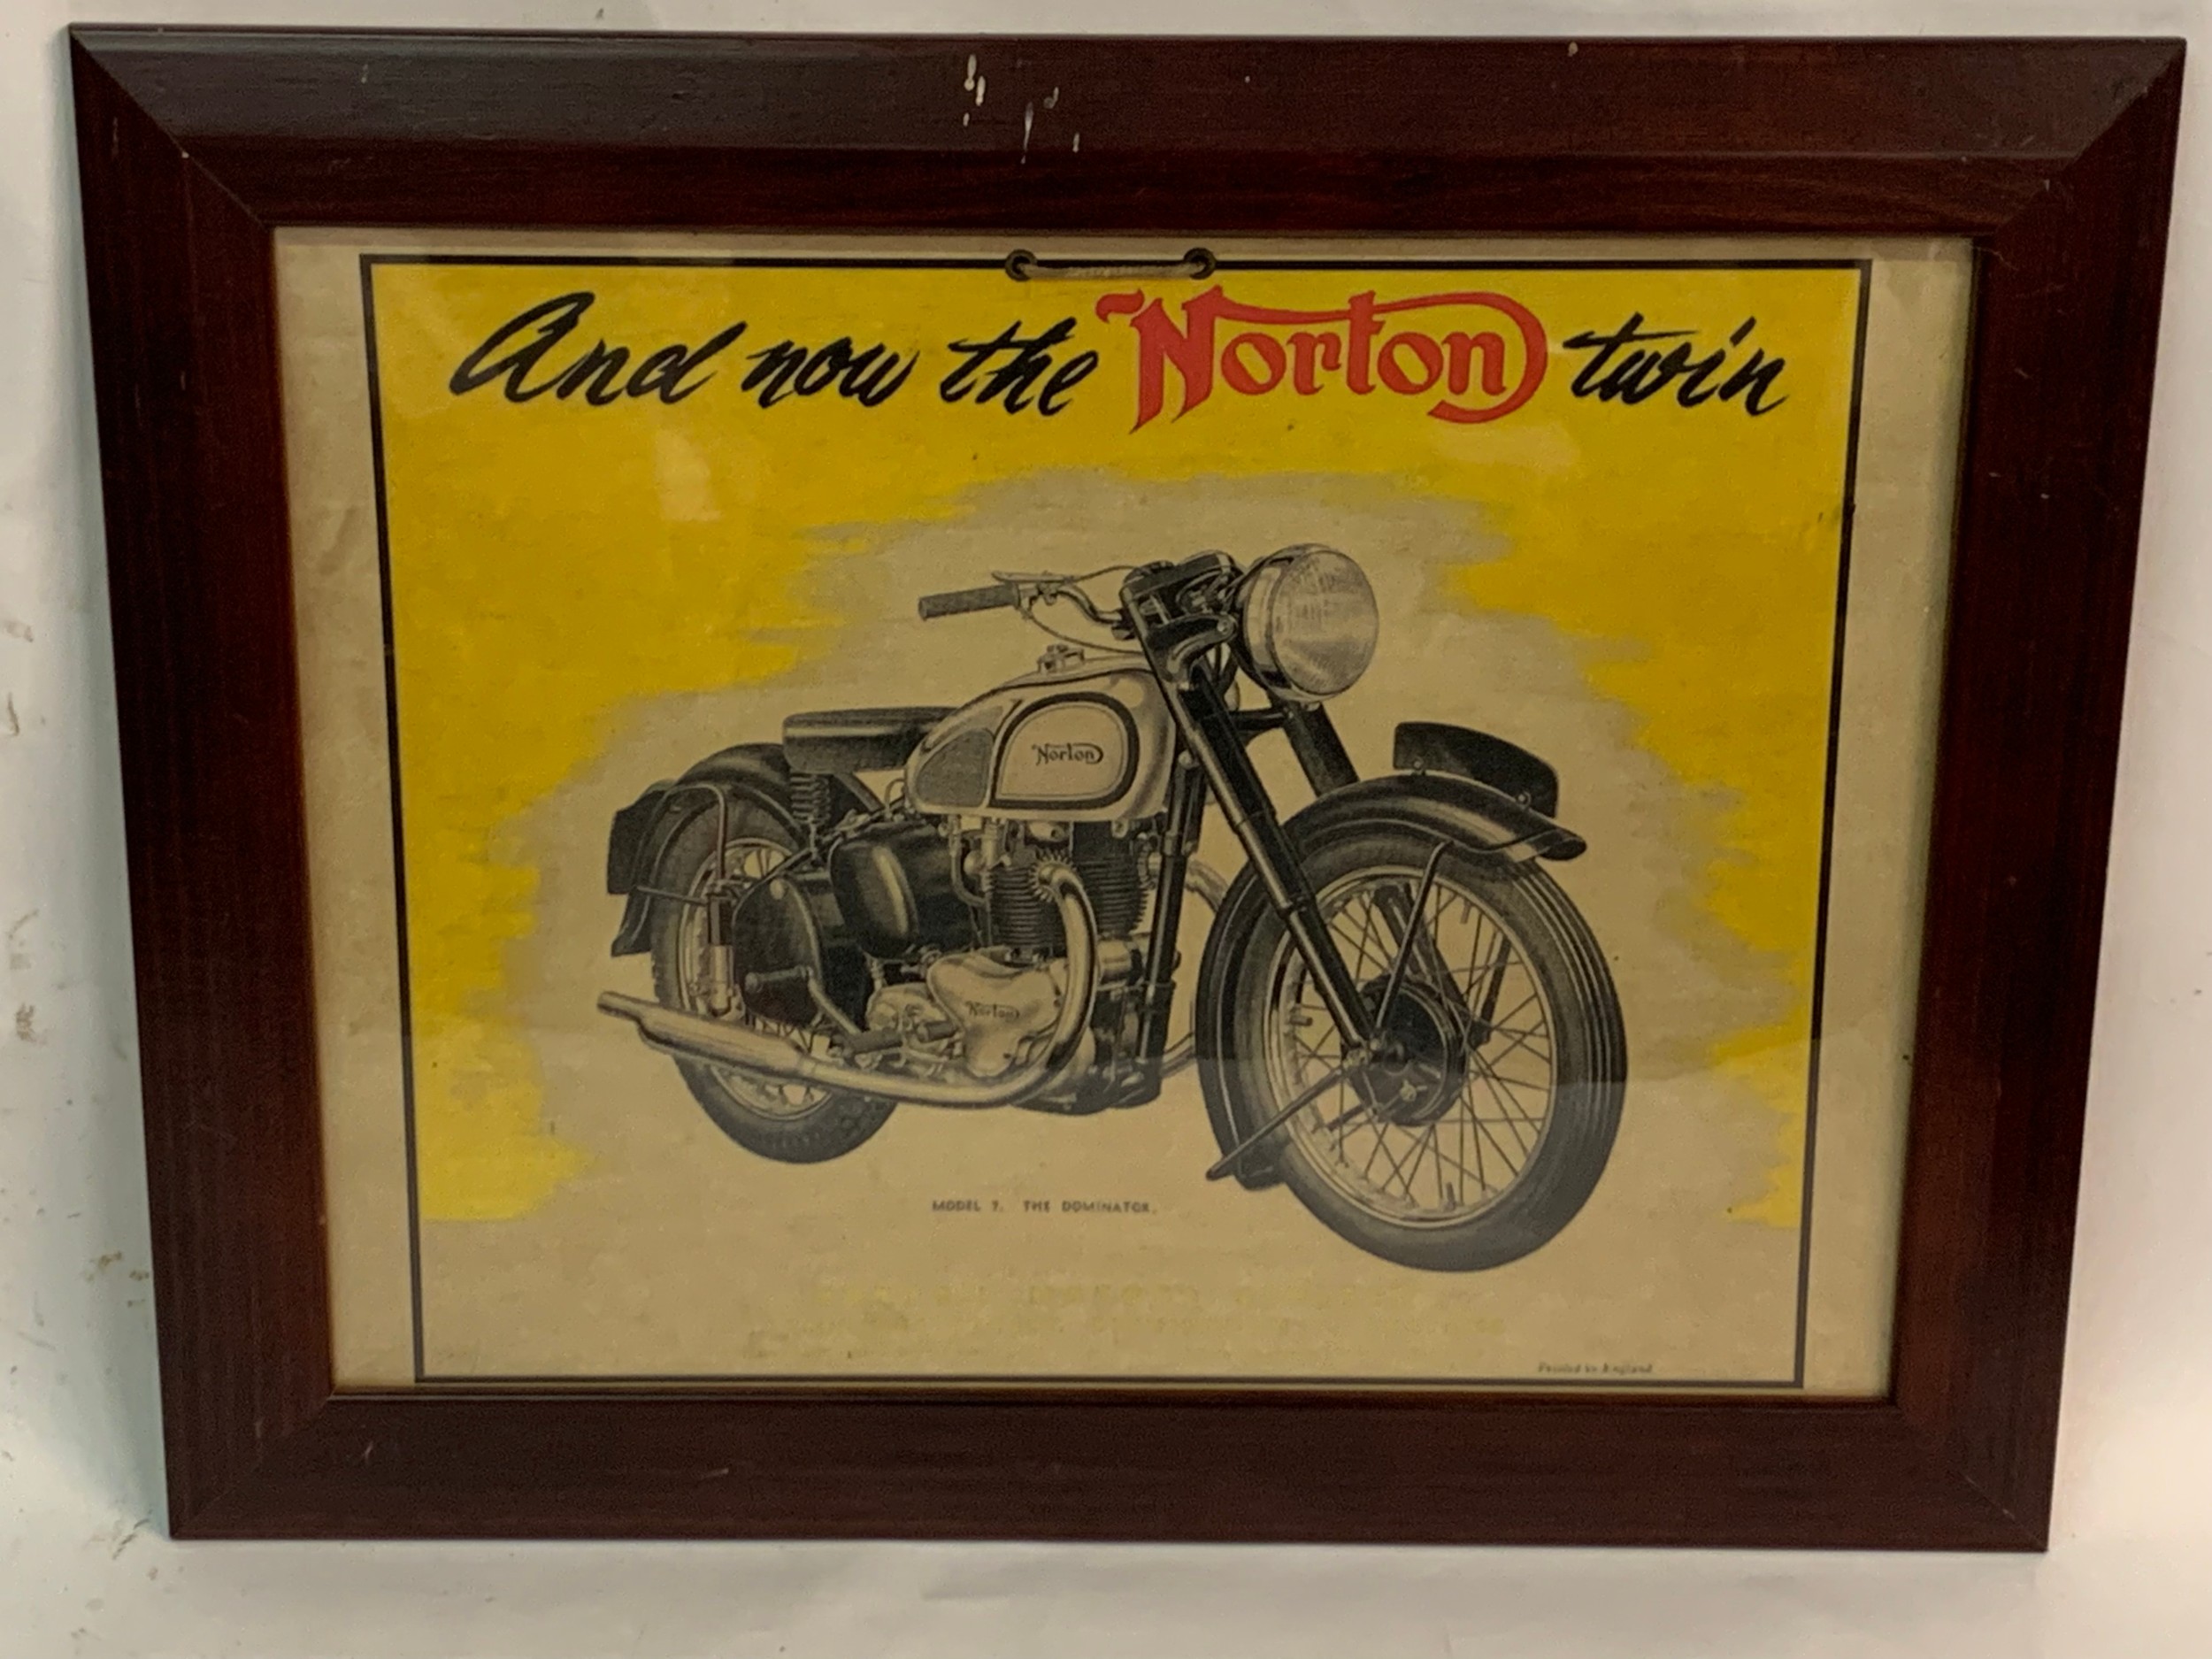 And now the Norton twin
Norton
Norton
MODEL 7. THE DOMINATOR.
Printed in England